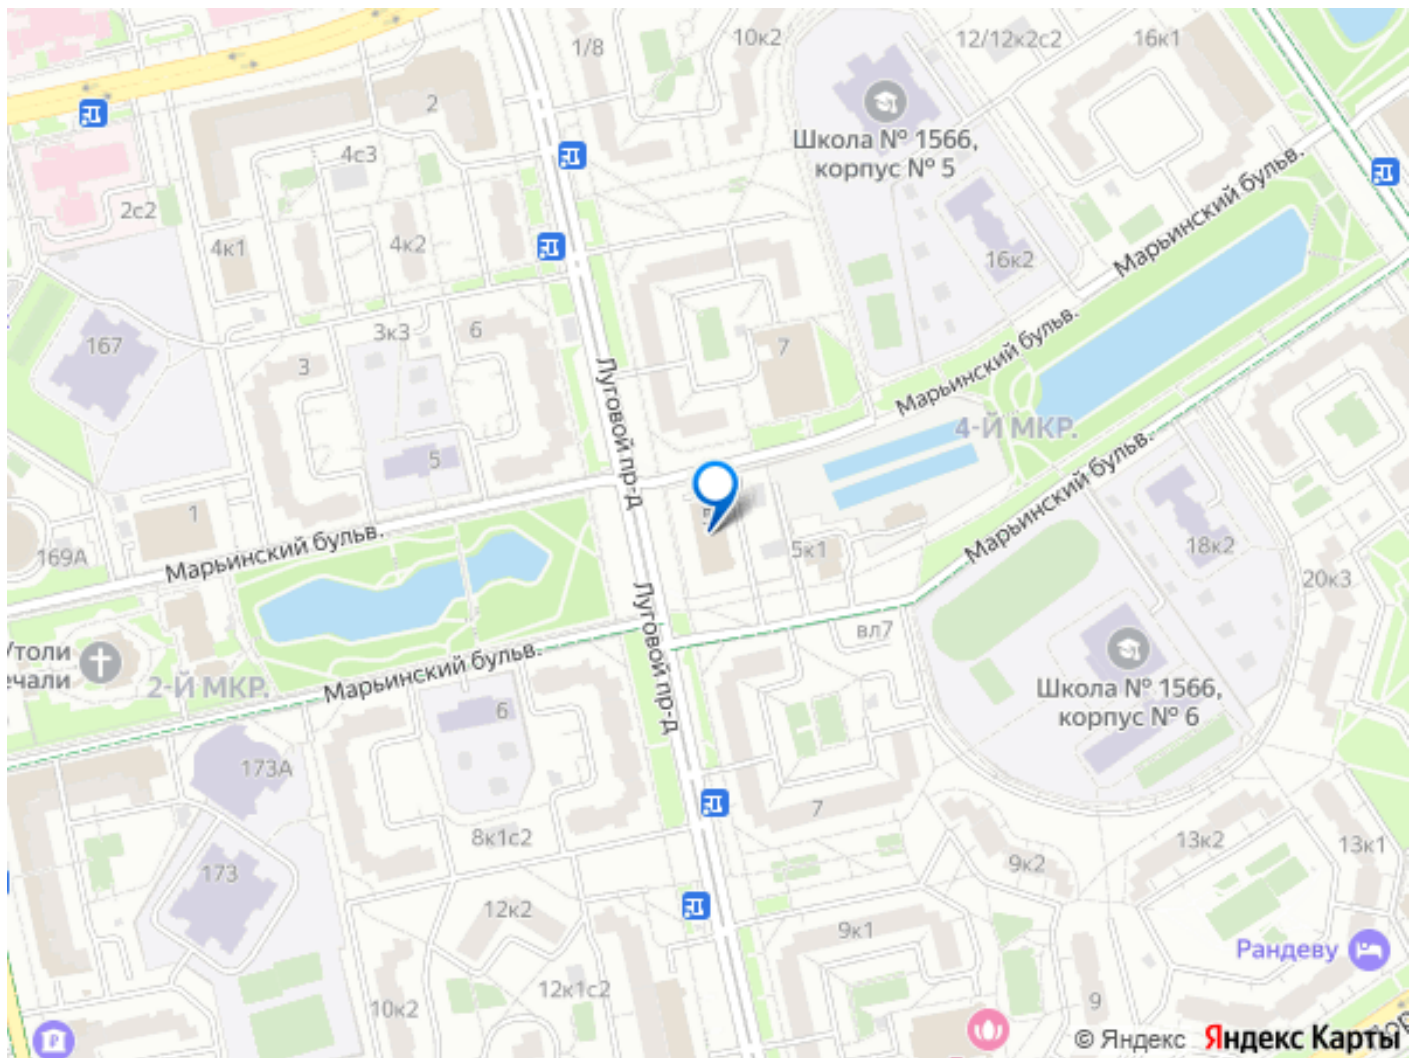 1/8
10к2
12/12к2с2
16к1
2
Школа № 1566,
корпус № 5
4с3
2с2
4к1
4к2
16к2
Марьинский бульв.
3к3
6
167
3
7
Луговой пр-д
Марьинский бульв.
4-Й МКР.
5
1
169А
Марьинский бульв.
5к1
Марьинский бульв.
18к2
20к3
Утоли
ечали
2-Й МКР.
Марьинский бульв.
Луговой пр-д
вл7
Школа № 1566,
корпус № 6
6
173А
7
8к1с2
173
9к2
13к2
13к1
12к2
9к1
Рандеву
12к1с2
10к2
9
© Яндекс Яндекс Карты